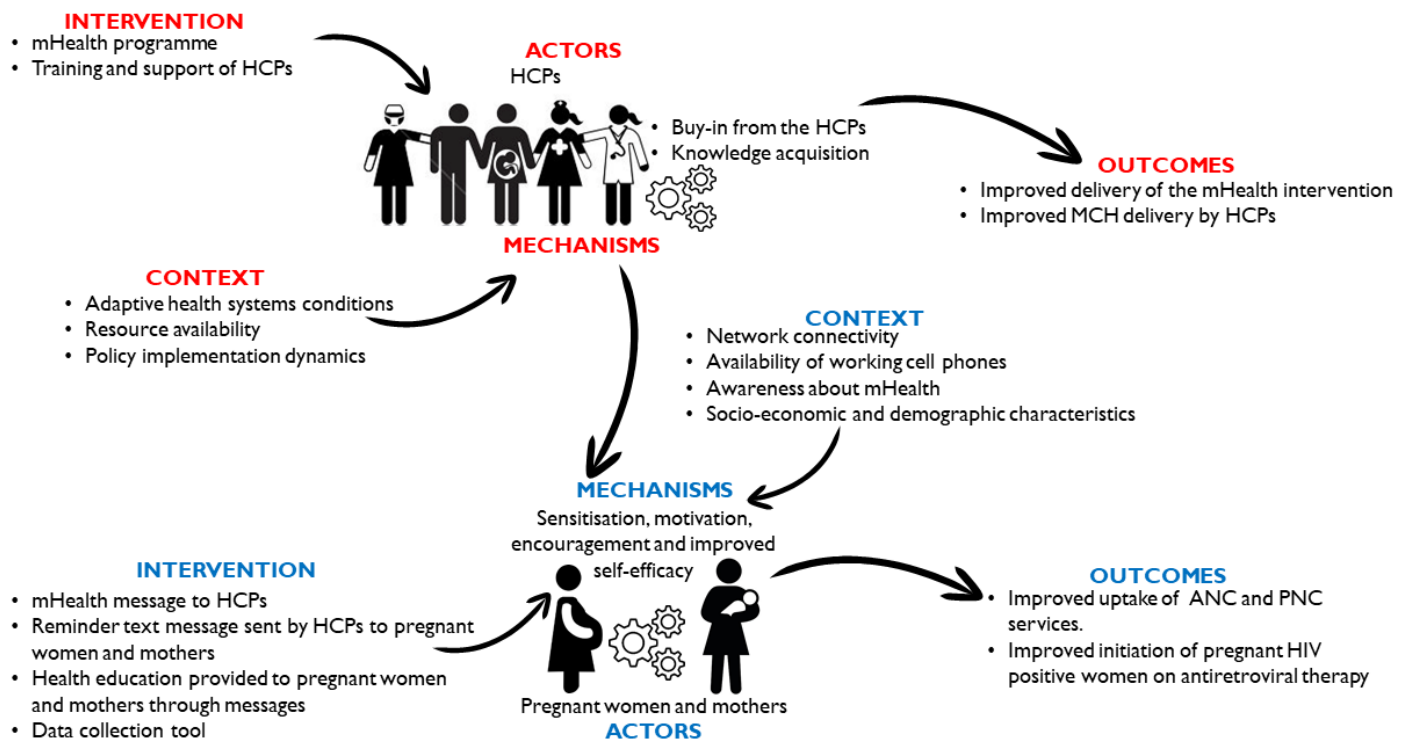 INTERVENTION
• mHealth programme
• Training and support of HCPs
ACTORS
HCPs
• Buy-in from the HCPs
• Knowledge acquisition
OUTCOMES
• Improved delivery of the mHealth intervention
• Improved MCH delivery by HCPs
MECHANISMS
CONTEXT
• Adaptive health systems conditions
• Resource availability
• Policy implementation dynamics
CONTEXT
• Network connectivity
• Availability of working cell phones
• Awareness about mHealth
• Socio-economic and demographic characteristics
MECHANISMS
Sensitisation, motivation,
encouragement and improved
self-efficacy
INTERVENTION
• mHealth message to HCPs
• Reminder text message sent by HCPs to pregnant
women and mothers
• Health education provided to pregnant women
and mothers through messages
• Data collection tool
Pregnant women and mothers
ACTORS
OUTCOMES
• Improved uptake of ANC and PNC
services.
• Improved initiation of pregnant HIV
positive women on antiretroviral therapy